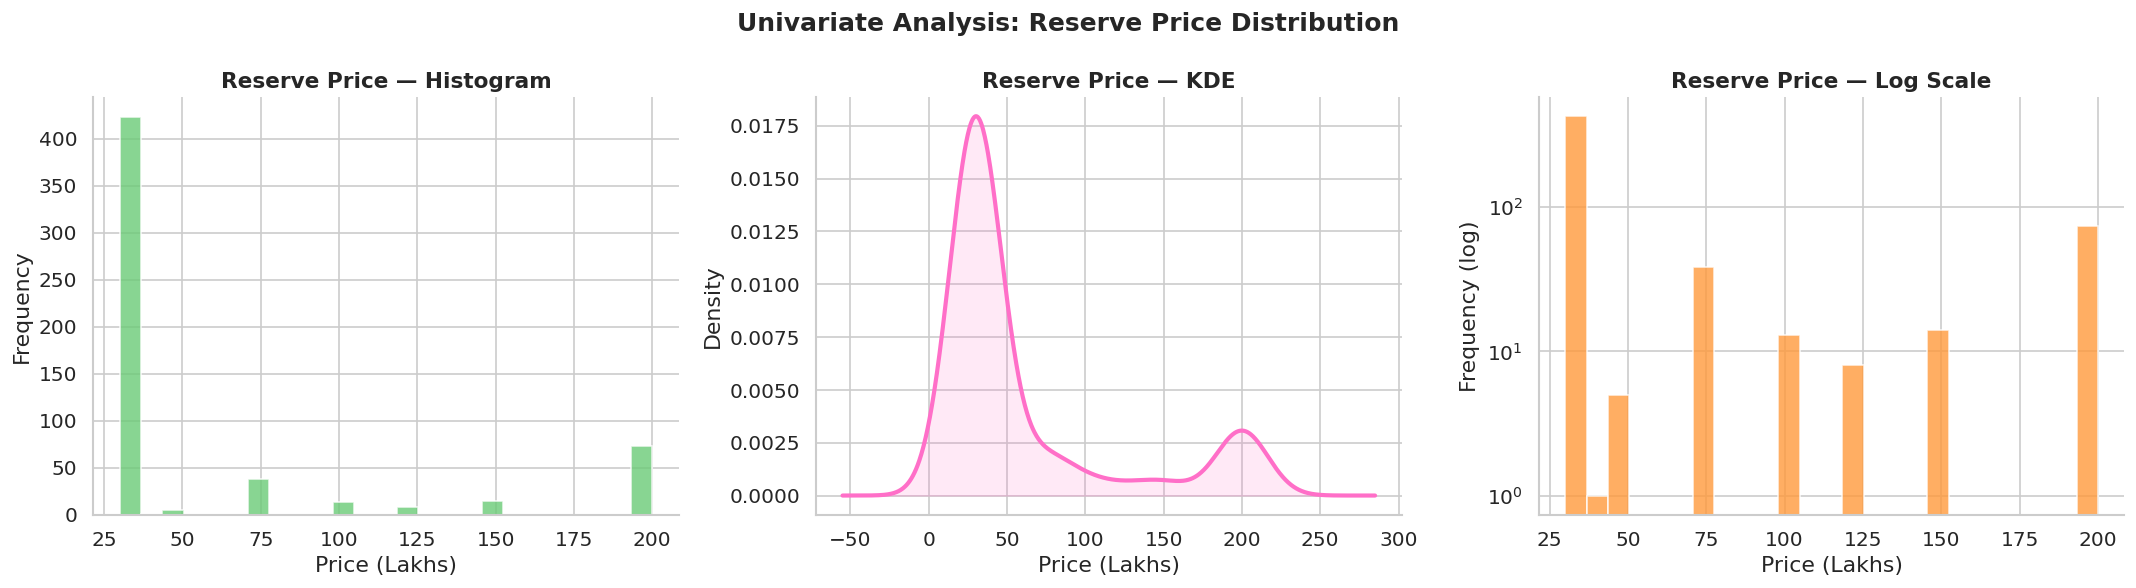 Univariate Analysis: Reserve Price Distribution
Reserve Price — Histogram
Frequency
400
350
300
250
200
150
100
50
0
25 50 75 100 125 150 175 200
Price (Lakhs)
Reserve Price — KDE
Density
0.0175
0.0150
0.0125
0.0100
0.0075
0.0050
0.0025
0.0000
−50 0 50 100 150 200 250 300
Price (Lakhs)
Reserve Price — Log Scale
Frequency (log)
10²
10¹
10⁰
25 50 75 100 125 150 175 200
Price (Lakhs)